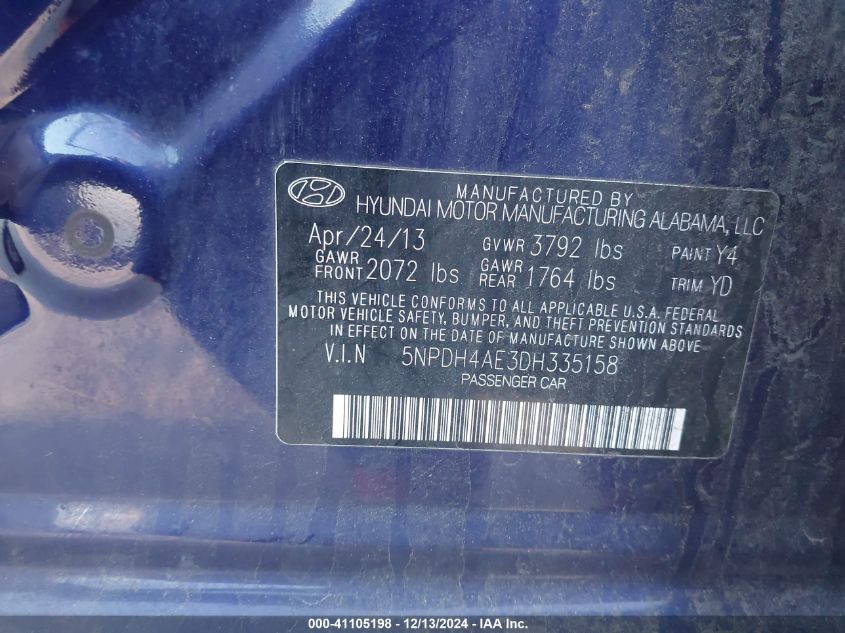 MANUFACTURED BY
HYUNDAI MOTOR MANUFACTURING ALABAMA, LLC
Apr/24/13 GVWR 3792 lbs PAINT Y4
GAWR FRONT 2072 lbs GAWR REAR 1764 lbs TRIM YD
THIS VEHICLE CONFORMS TO ALL APPLICABLE U.S.A. FEDERAL
MOTOR VEHICLE SAFETY, BUMPER, AND THEFT PREVENTION STANDARDS
IN EFFECT ON THE DATE OF MANUFACTURE SHOWN ABOVE
V.I.N 5NPDH4AE3DH335158
PASSENGER CAR
000-41105198 - 12/13/2024 - IAA Inc.